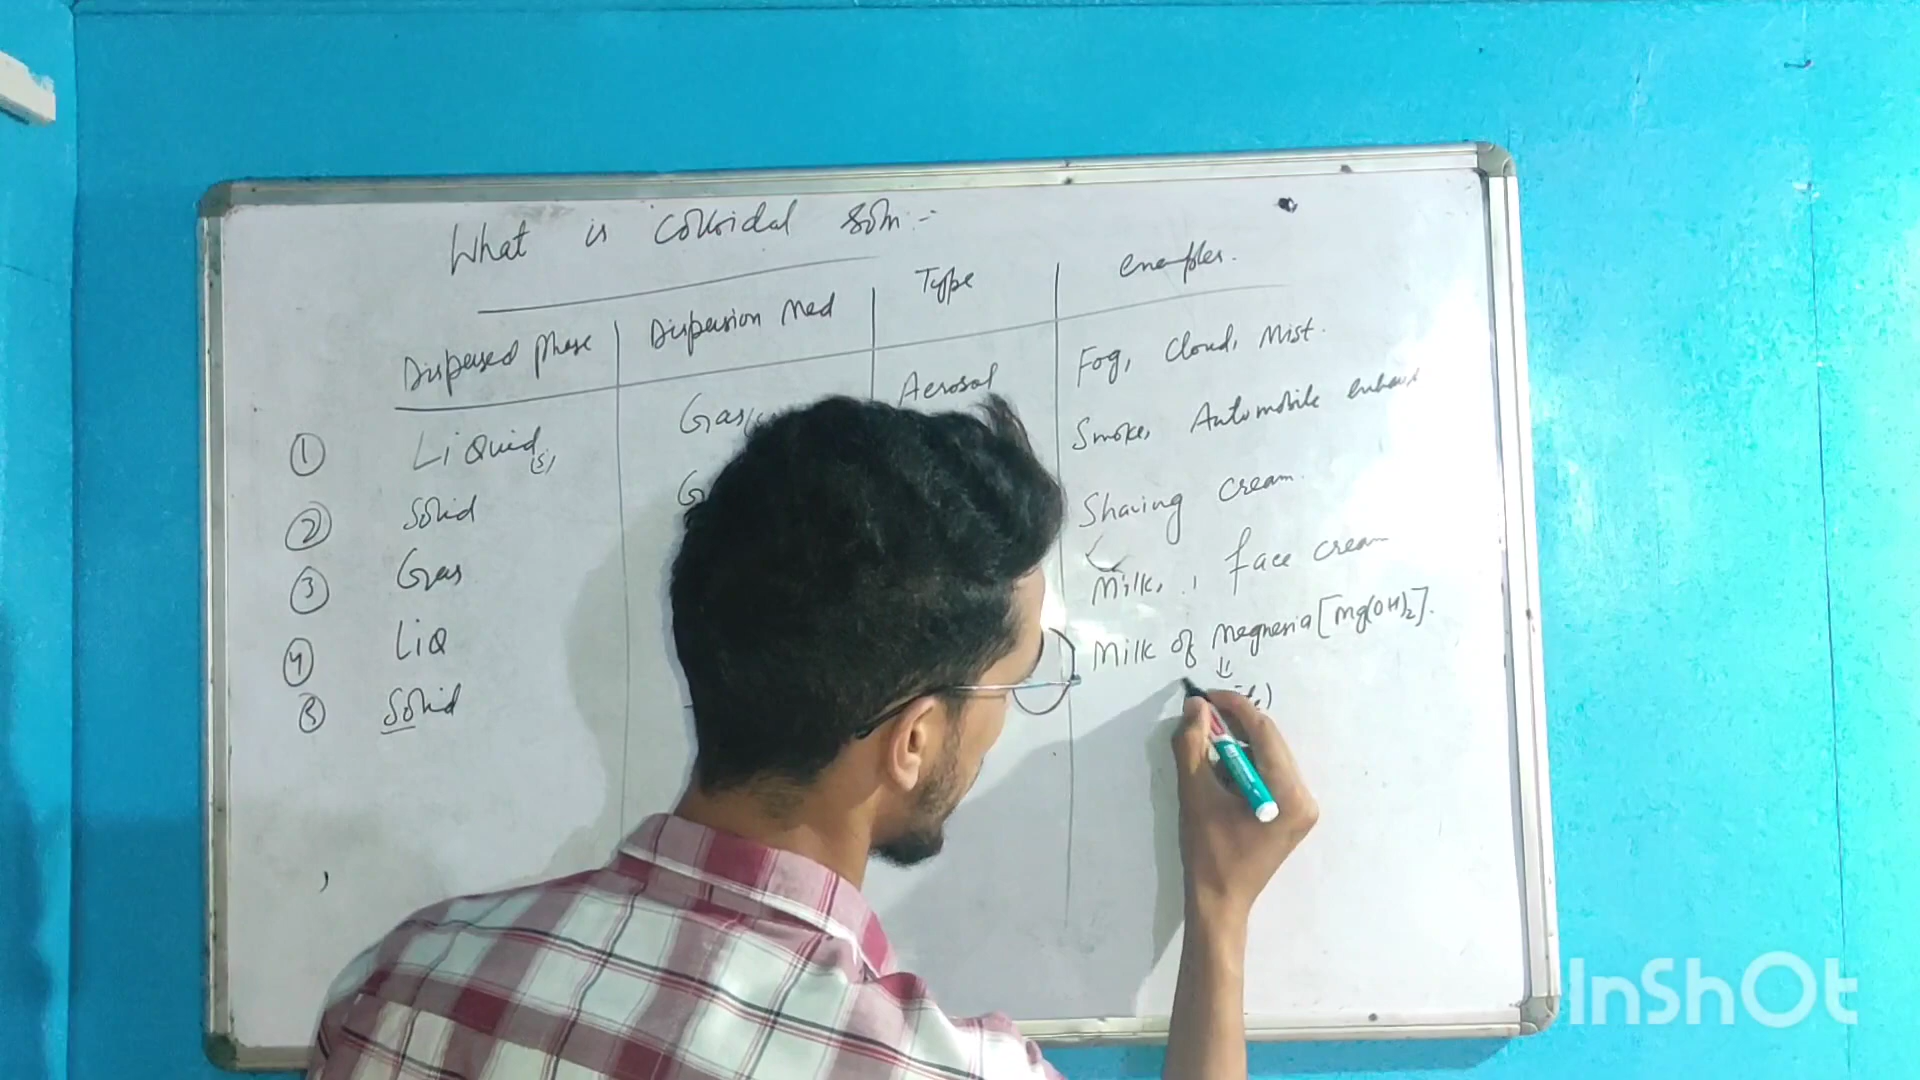 What is colloidal soln:-
Dispersed phase Dispersion Med Type examples.
① Liquid(s) Gas Aerosol Fog, Cloud, Mist.
② Solid G Smoke, Automobile exhaust
③ Gas Shaving cream.
④ Liq Milk, , face cream
⑤ Solid Milk of Magnesia [Mg(OH)2].
InShOt